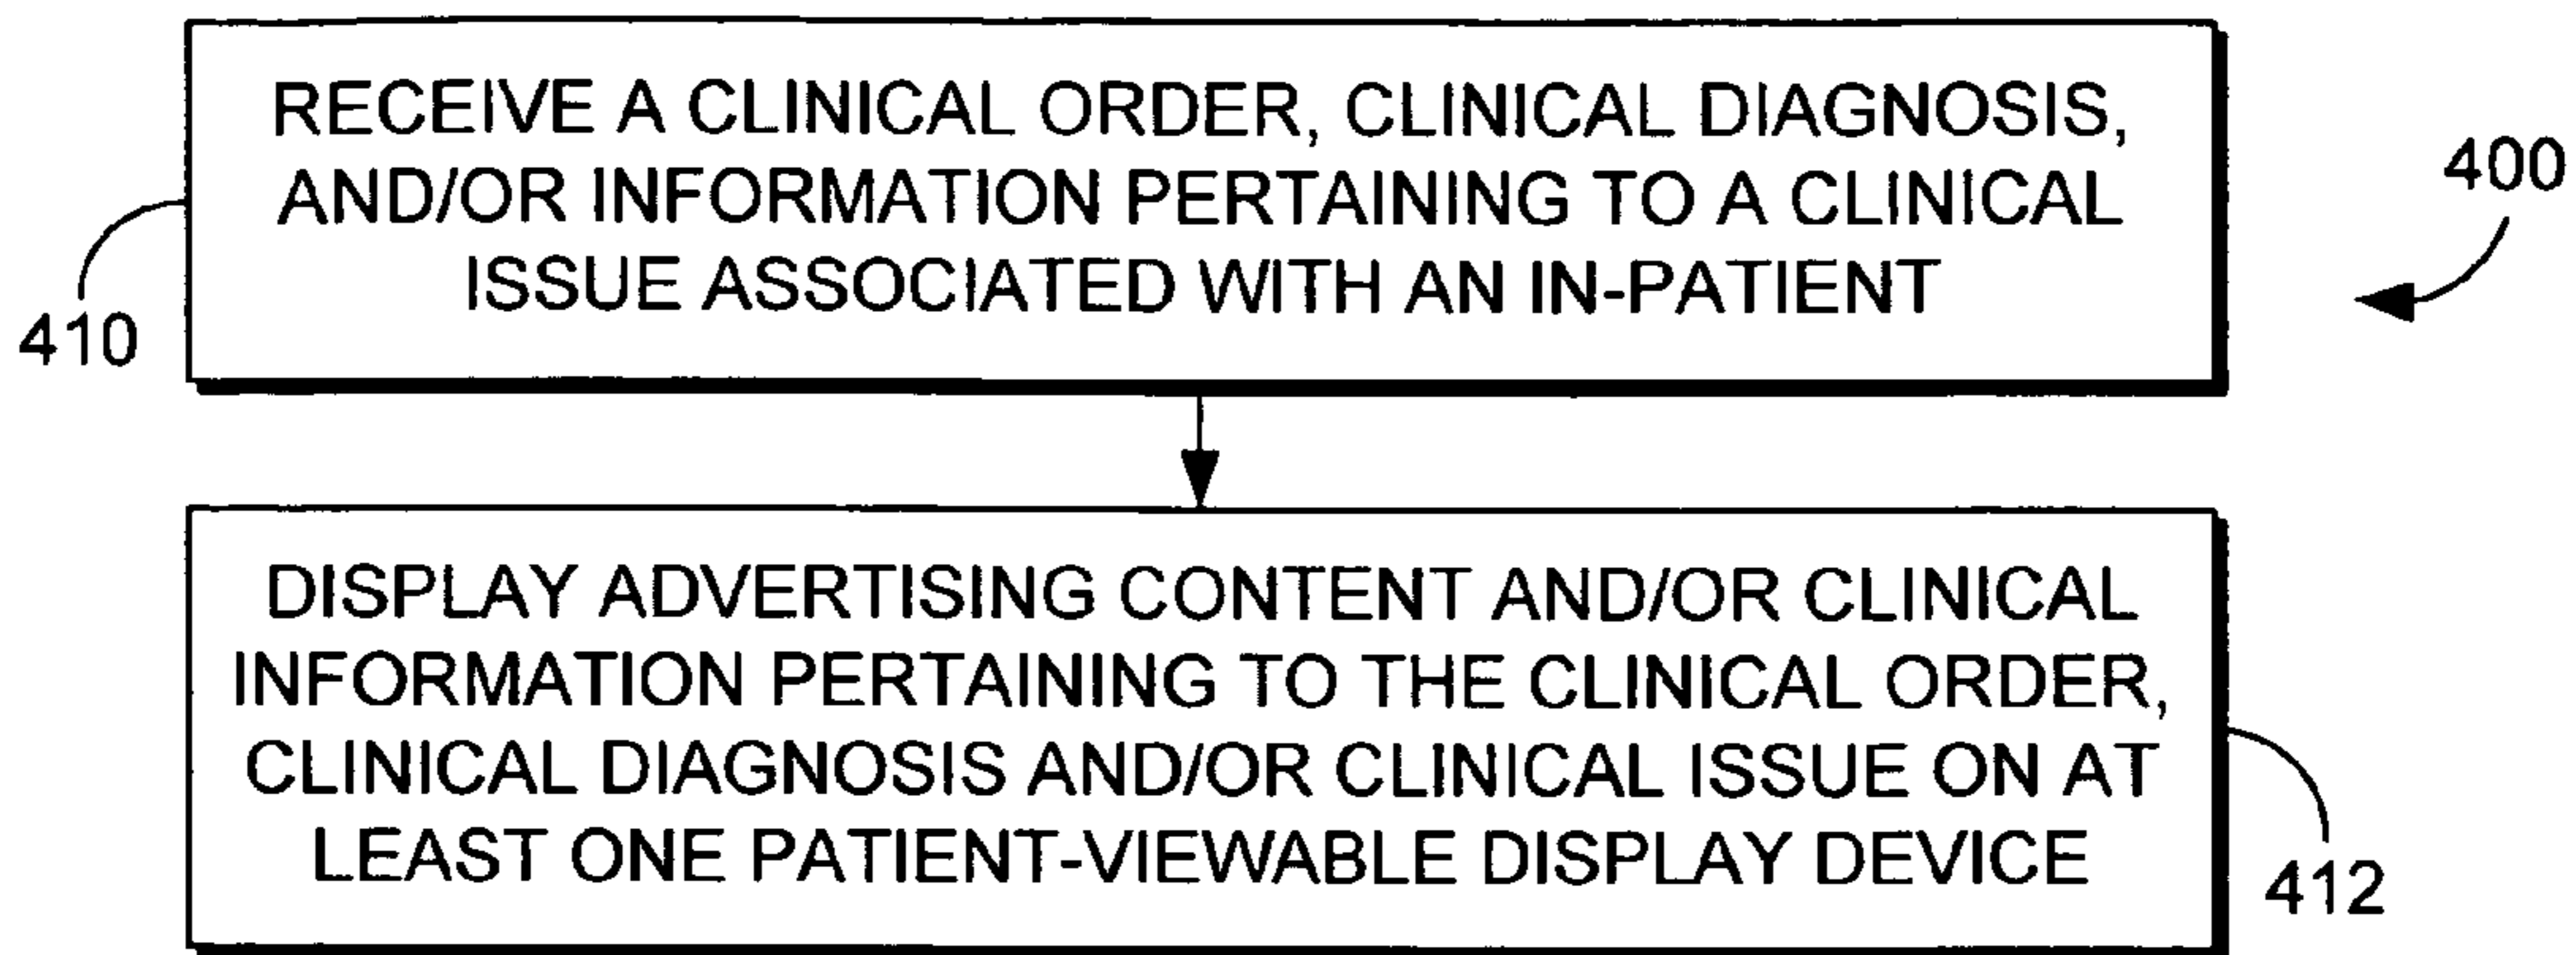 RECEIVE A CLINICAL ORDER, CLINICAL DIAGNOSIS,
AND/OR INFORMATION PERTAINING TO A CLINICAL
ISSUE ASSOCIATED WITH AN IN-PATIENT
400
410
DISPLAY ADVERTISING CONTENT AND/OR CLINICAL
INFORMATION PERTAINING TO THE CLINICAL ORDER,
CLINICAL DIAGNOSIS AND/OR CLINICAL ISSUE ON AT
LEAST ONE PATIENT-VIEWABLE DISPLAY DEVICE
412